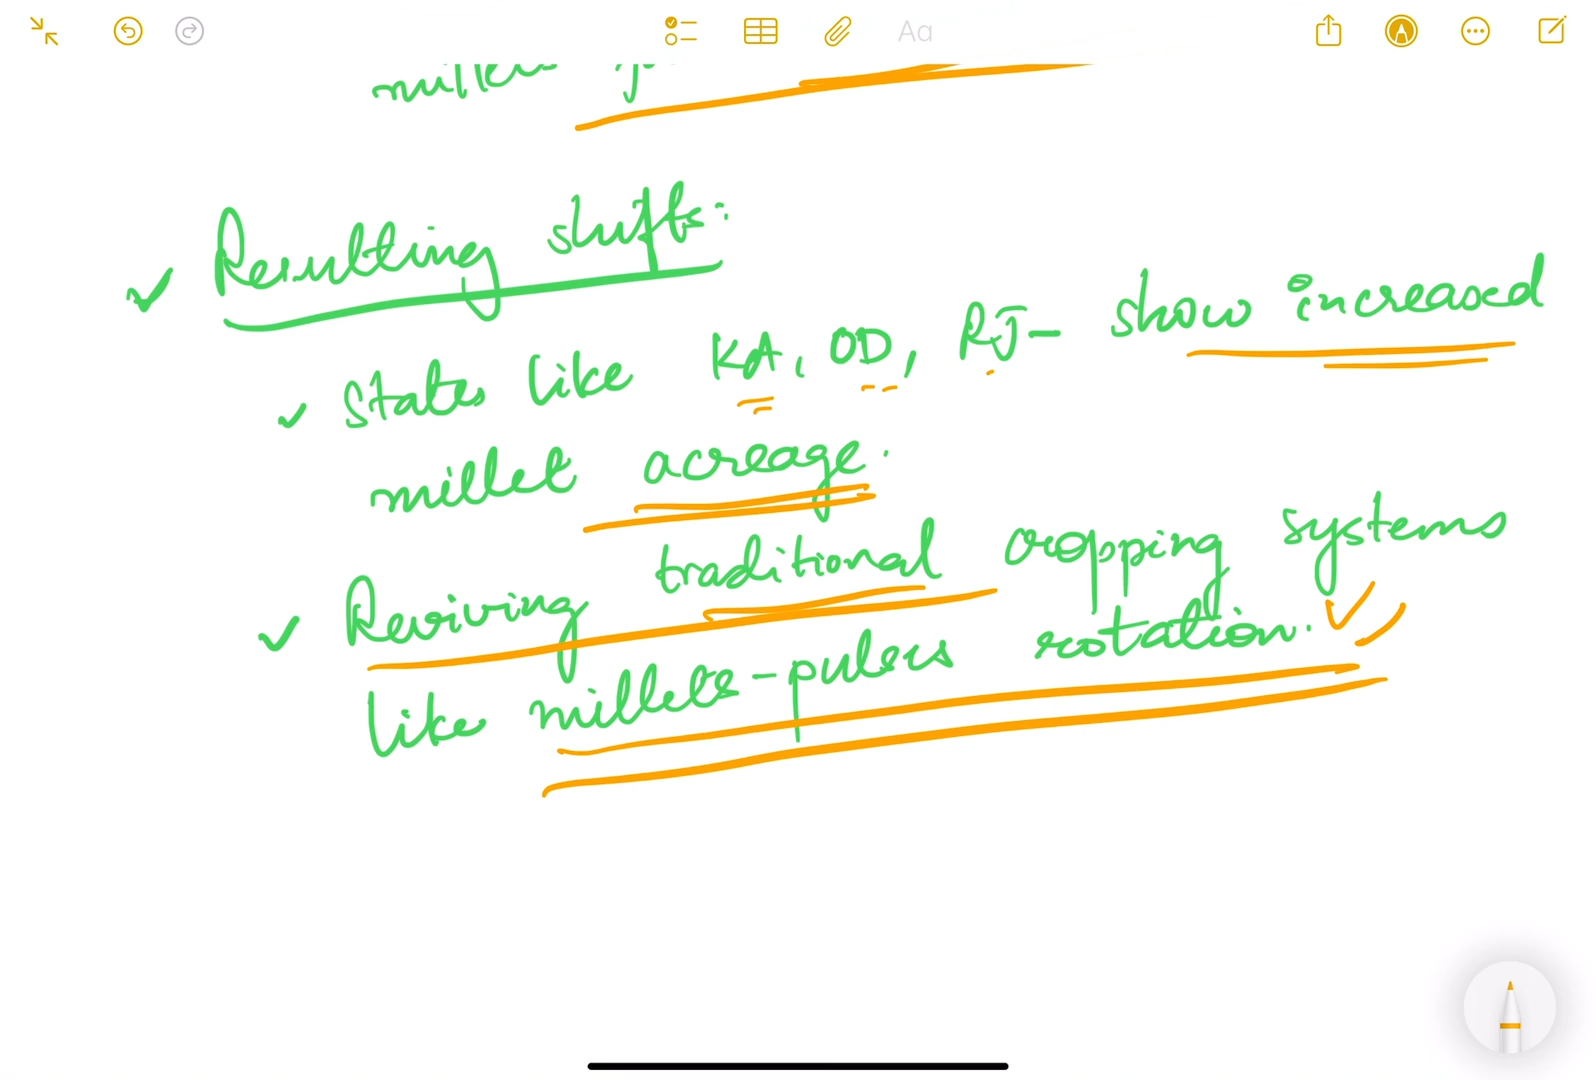 Resulting shifts:
States like KA, OD, RJ - show increased
millet acreage.
Reviving traditional cropping systems
like millets-pulses rotation.
Aa